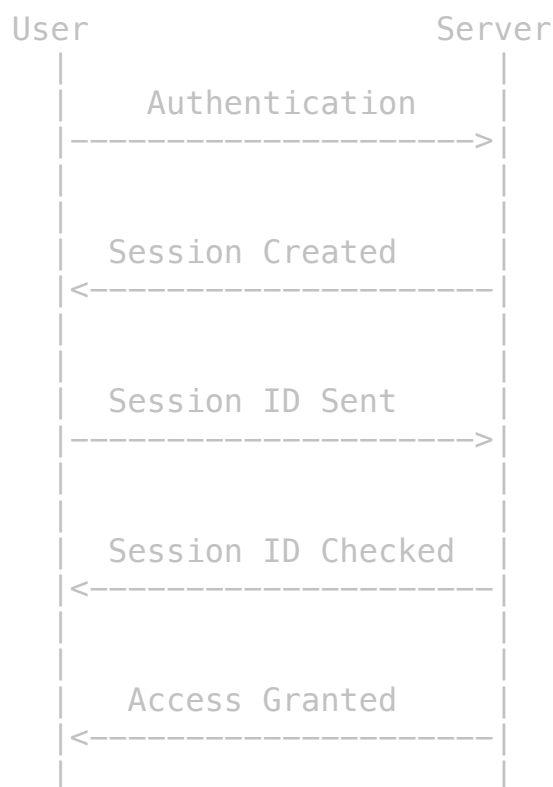 User Server
Authentication
Session Created
Session ID Sent
Session ID Checked
Access Granted